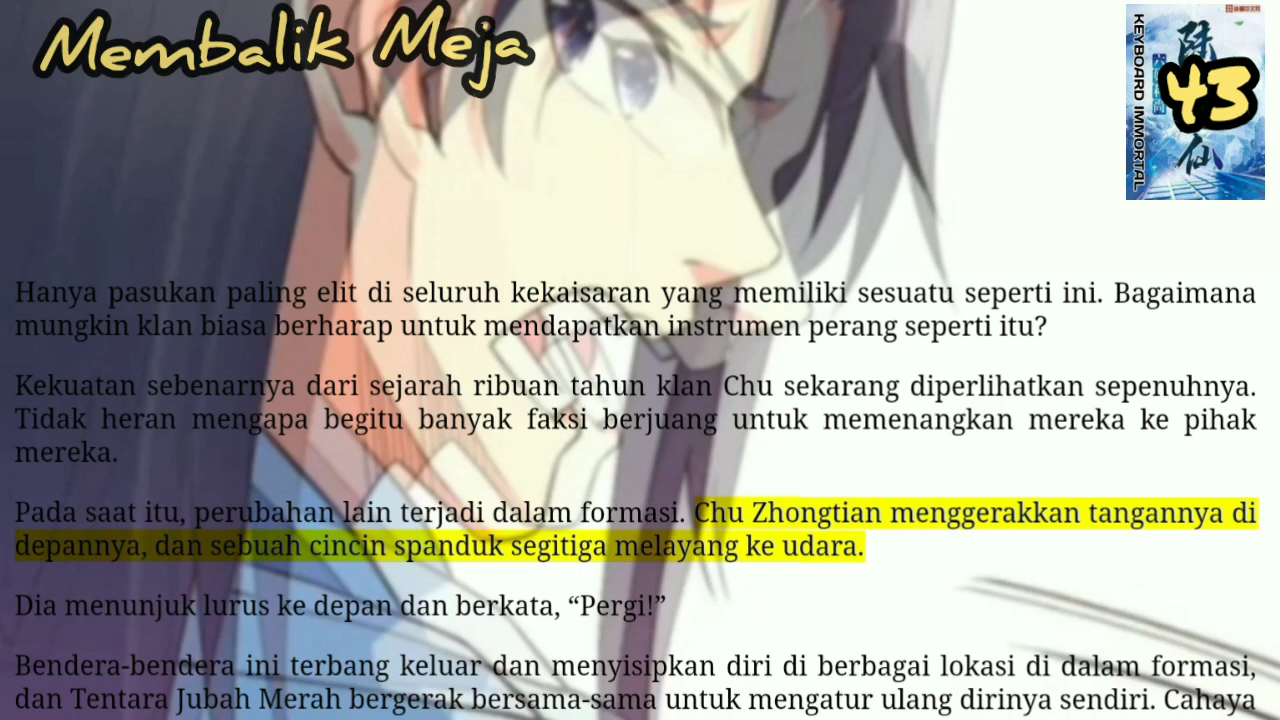 Membalik Meja
KEYBOARD IMMORTAL
43
仙
Hanya pasukan paling elit di seluruh kekaisaran yang memiliki sesuatu seperti ini. Bagaimana
mungkin klan biasa berharap untuk mendapatkan instrumen perang seperti itu?
Kekuatan sebenarnya dari sejarah ribuan tahun klan Chu sekarang diperlihatkan sepenuhnya.
Tidak heran mengapa begitu banyak faksi berjuang untuk memenangkan mereka ke pihak
mereka.
Pada saat itu, perubahan lain terjadi dalam formasi. Chu Zhongtian menggerakkan tangannya di
depannya, dan sebuah cincin spanduk segitiga melayang ke udara.
Dia menunjuk lurus ke depan dan berkata, “Pergi!”
Bendera-bendera ini terbang keluar dan menyisipkan diri di berbagai lokasi di dalam formasi,
dan Tentara Jubah Merah bergerak bersama-sama untuk mengatur ulang dirinya sendiri. Cahaya